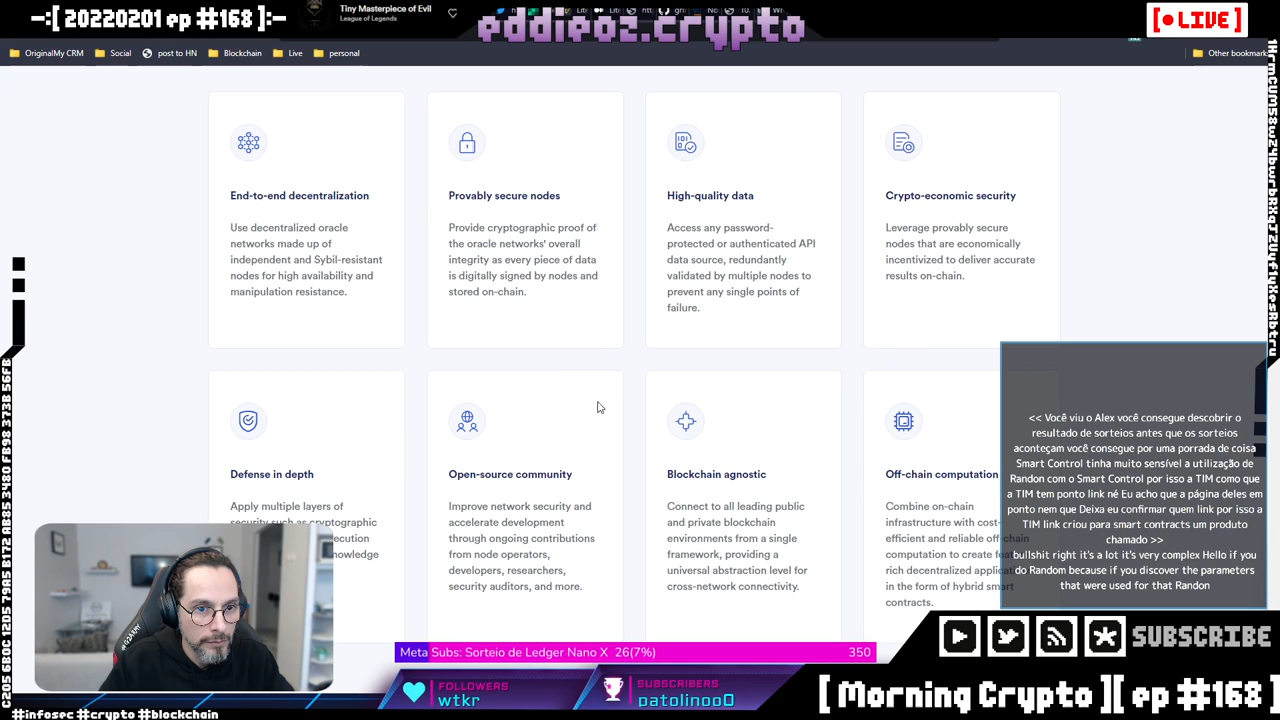 —:[ 20220201 ep #168 ]:—
Tiny Masterpiece of Evil
League of Legends
eddieoz.crypto
[ ● LIVE ]
OriginalMy CRM
Social
post to HN
Blockchain
Live
personal
Other bookmark
End-to-end decentralization
Use decentralized oracle
networks made up of
independent and Sybil-resistant
nodes for high availability and
manipulation resistance.
Provably secure nodes
Provide cryptographic proof of
the oracle networks' overall
integrity as every piece of data
is digitally signed by nodes and
stored on-chain.
High-quality data
Access any password-
protected or authenticated API
data source, redundantly
validated by multiple nodes to
prevent any single points of
failure.
Crypto-economic security
Leverage provably secure
nodes that are economically
incentivized to deliver accurate
results on-chain.
Defense in depth
Apply multiple layers of
security such as cryptographic
Open-source community
Improve network security and
accelerate development
through ongoing contributions
from node operators,
developers, researchers,
security auditors, and more.
Blockchain agnostic
Connect to all leading public
and private blockchain
environments from a single
framework, providing a
universal abstraction level for
cross-network connectivity.
Off-chain computation
Combine on-chain
infrastructure with cost-
efficient and reliable off-chain
computation to create
rich decentralized
in the form of hybrid smart
contracts.
<< Você viu o Alex você consegue descobrir o
resultado de sorteios antes que os sorteios
aconteçam você consegue por uma porrada de coisa
Smart Control tinha muito sensível a utilização de
Randon com o Smart Control por isso a TIM como que
a TIM tem ponto link né Eu acho que a página deles em
ponto nem que Deixa eu confirmar quem link por isso a
TIM link criou para smart contracts um produto
chamado >>
bullshit right it's a lot it's very complex Hello if you
do Random because if you discover the parameters
that were used for that Randon
Meta Subs: Sorteio de Ledger Nano X 26(7%)
350
FOLLOWERS
wtkr
SUBSCRIBERS
patolinoo0
SUBSCRIBE
[ Morning Crypto ][ ep #168 ]
#infosec #crypto #blockchain